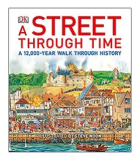 DK
A STREET
THROUGH TIME
A 12,000-YEAR WALK THROUGH HISTORY